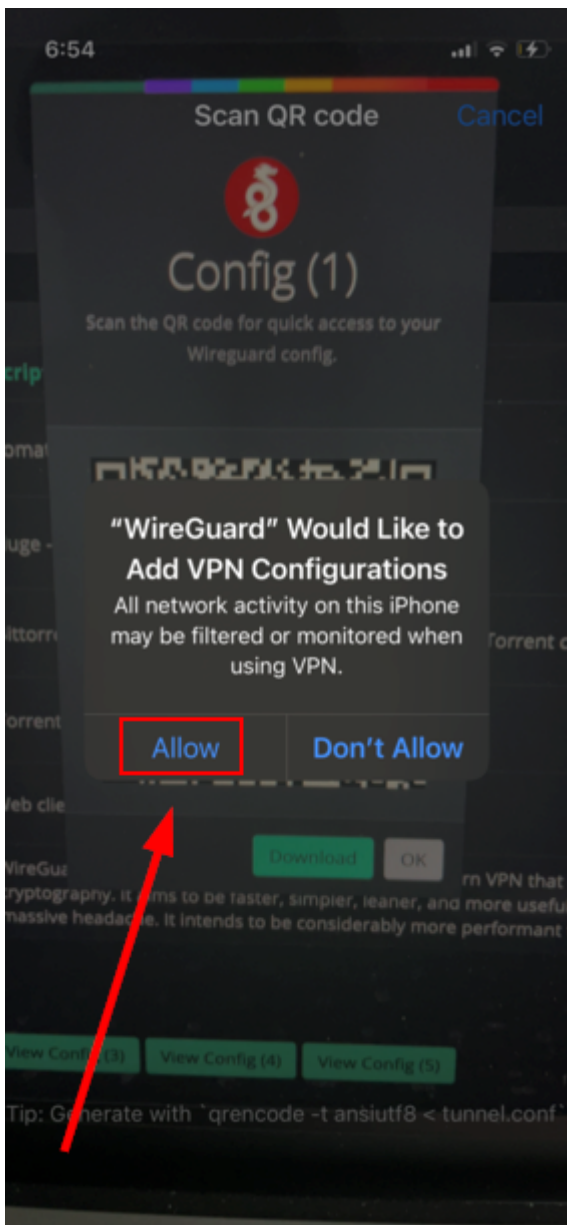 6:54
Scan QR code
Cancel
Config (1)
Scan the QR code for quick access to your
Wireguard config.
"WireGuard" Would Like to
Add VPN Configurations
All network activity on this iPhone
may be filtered or monitored when
using VPN.
Torrent
Allow
Don't Allow
Download
OK
rn VPN that
to be faster, simpler, leaner, and more
massive headache. It intends to be considerably more performant
View Config (3)
View Config (4)
View Config (5)
Tip: Generate with `qrencode -t ansiutf8 < tunnel.conf`